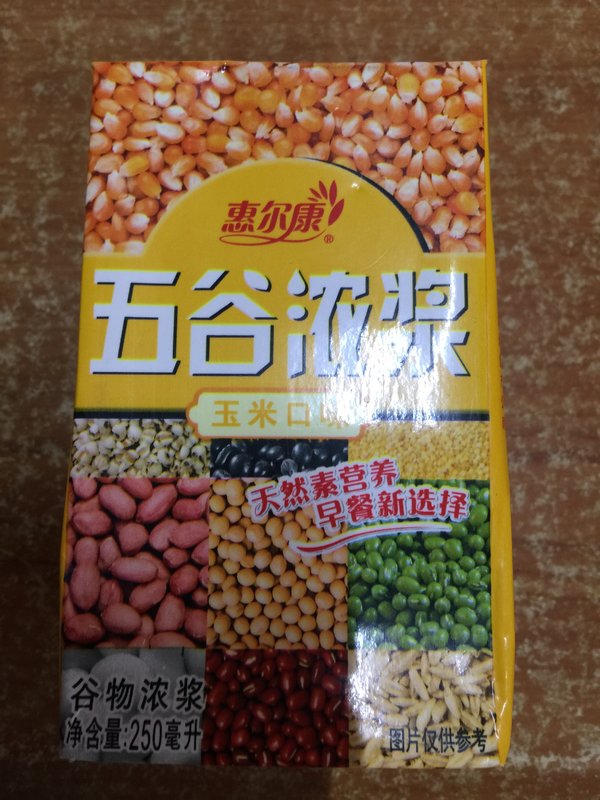 惠尔康®
五谷浓浆
玉米口味
天然素营养
早餐新选择
谷物浓浆
净含量:250毫升
图片仅供参考